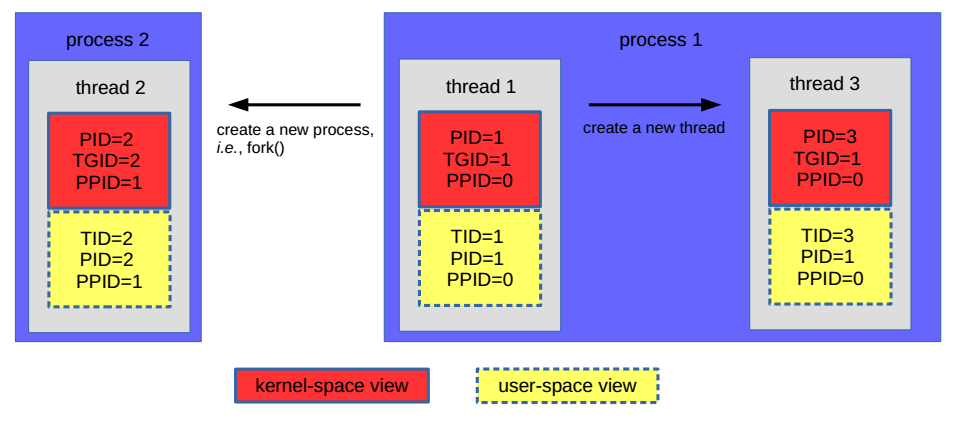 process 2
thread 2
PID=2
TGID=2
PPID=1
TID=2
PID=2
PPID=1
create a new process,
i.e., fork()
process 1
thread 1
PID=1
TGID=1
PPID=0
TID=1
PID=1
PPID=0
create a new thread
thread 3
PID=3
TGID=1
PPID=0
TID=3
PID=1
PPID=0
kernel-space view
user-space view